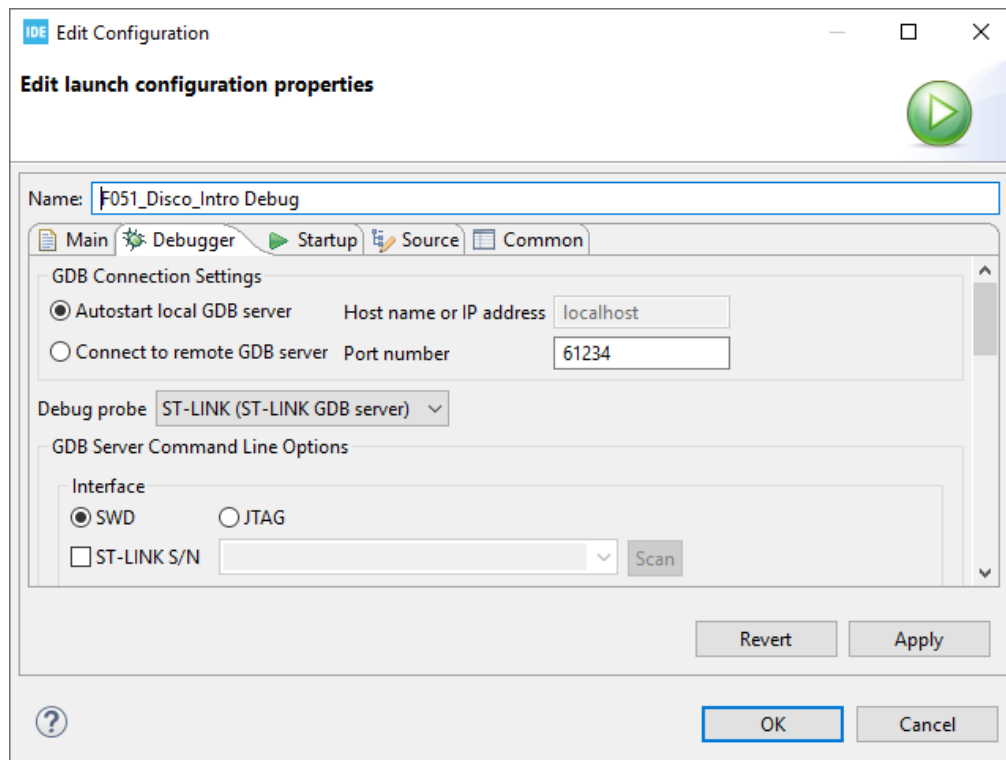 IDE Edit Configuration
Edit launch configuration properties
Name: F051_Disco_Intro Debug
Main Debugger Startup Source Common
GDB Connection Settings
Autostart local GDB server Host name or IP address localhost
Connect to remote GDB server Port number 61234
Debug probe ST-LINK (ST-LINK GDB server)
GDB Server Command Line Options
Interface
SWD JTAG
ST-LINK S/N Scan
Revert Apply
? OK Cancel